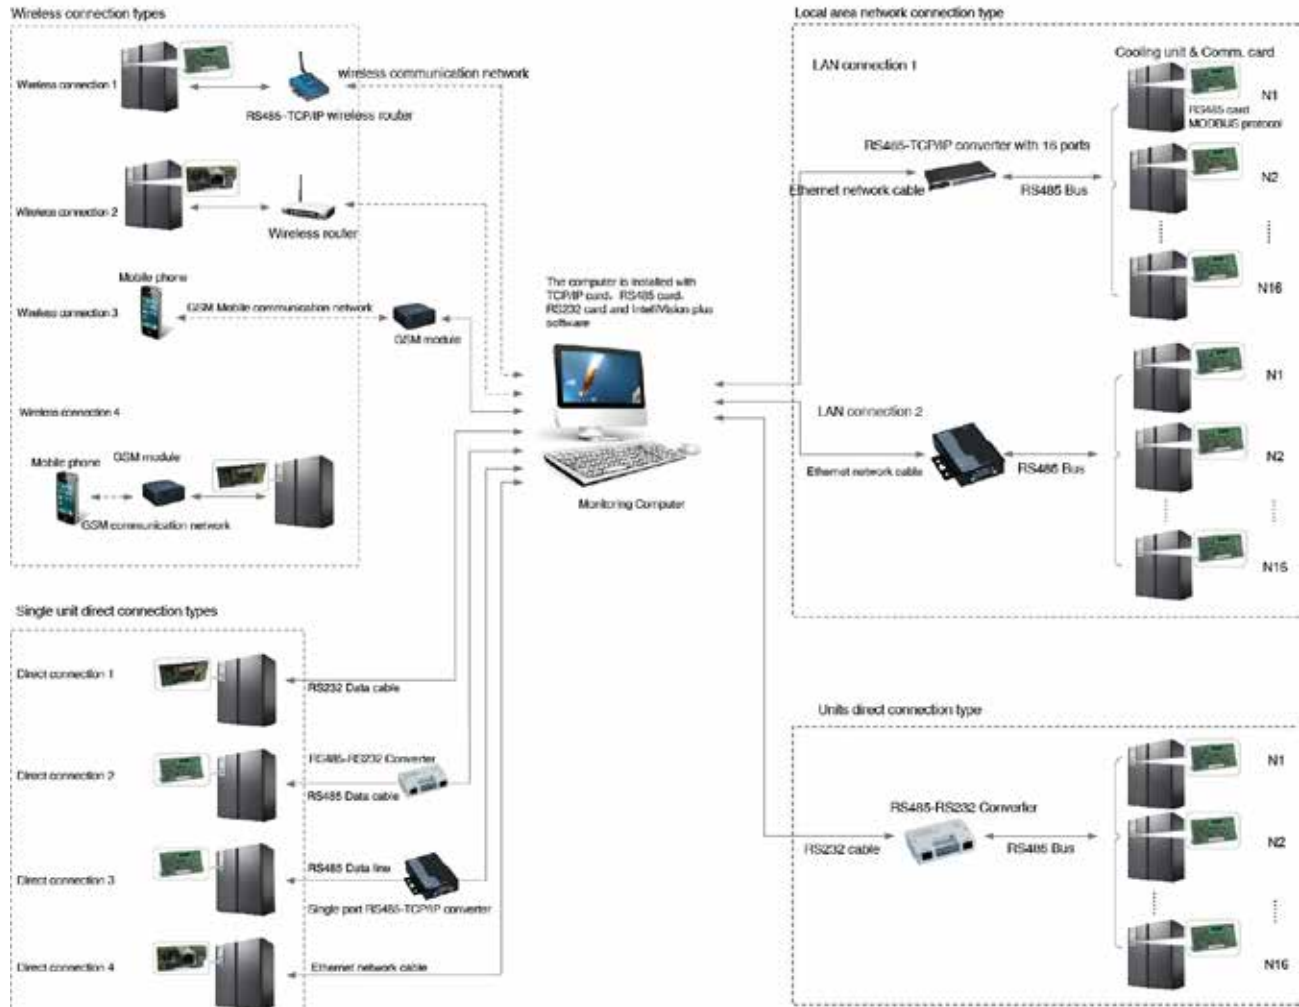 Wireless connection types
Wireless connection 1
wireless communication network
RS485-TCP/IP wireless router
Wireless connection 2
Wireless router
Mobile phone
Wireless connection 3
GSM Mobile communication network
GSM module
Wireless connection 4
Mobile phone
GSM module
GSM communication network
The computer is installed with
TCP/IP card, RS485 card,
RS232 card and IntelliVision plus
software
Monitoring Computer
Single unit direct connection types
Direct connection 1
RS232 Data cable
Direct connection 2
RS485-RS232 Converter
RS485 Data cable
Direct connection 3
RS485 Data line
Single port RS485-TCP/IP converter
Direct connection 4
Ethernet network cable
Local area network connection type
LAN connection 1
Cooling unit & Comm. card
N1
RS485 card
MODBUS protocol
RS485-TCP/IP converter with 16 ports
Ethernet network cable
RS485 Bus
N2
N16
LAN connection 2
N1
Ethernet network cable
RS485 Bus
N2
N16
Units direct connection type
N1
RS485-RS232 Converter
RS232 cable
RS485 Bus
N2
N16